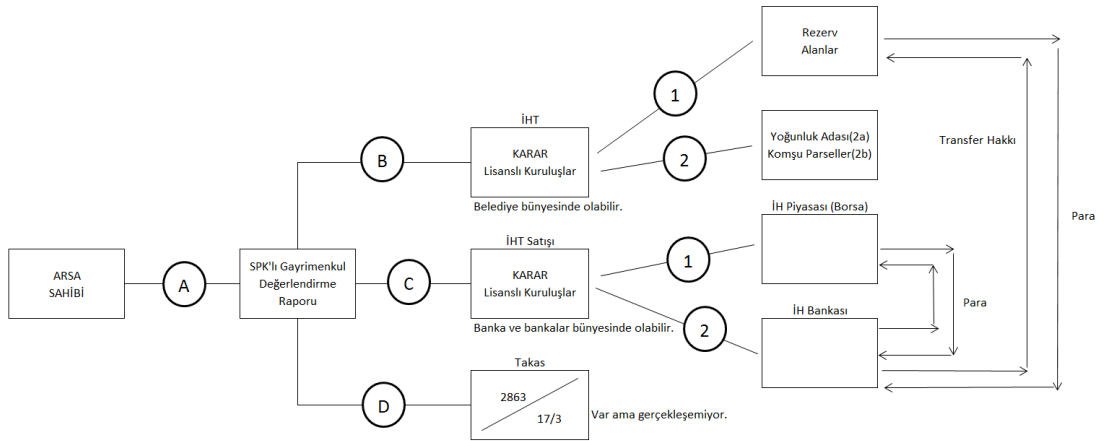 Rezerv
Alanlar
1
İHT
B
KARAR
Lisanslı Kuruluşlar
2
Yoğunluk Adası(2a)
Komşu Parseller(2b)
Transfer Hakkı
Belediye bünyesinde olabilir.
İH Piyasası (Borsa)
Para
İHT Satışı
1
ARSA
SAHİBİ
A
SPK'lı Gayrimenkul
Değerlendirme
Raporu
C
KARAR
Lisanslı Kuruluşlar
Para
İH Bankası
Banka ve bankalar bünyesinde olabilir.
2
Takas
D
2863
17/3
Var ama gerçekleşemiyor.